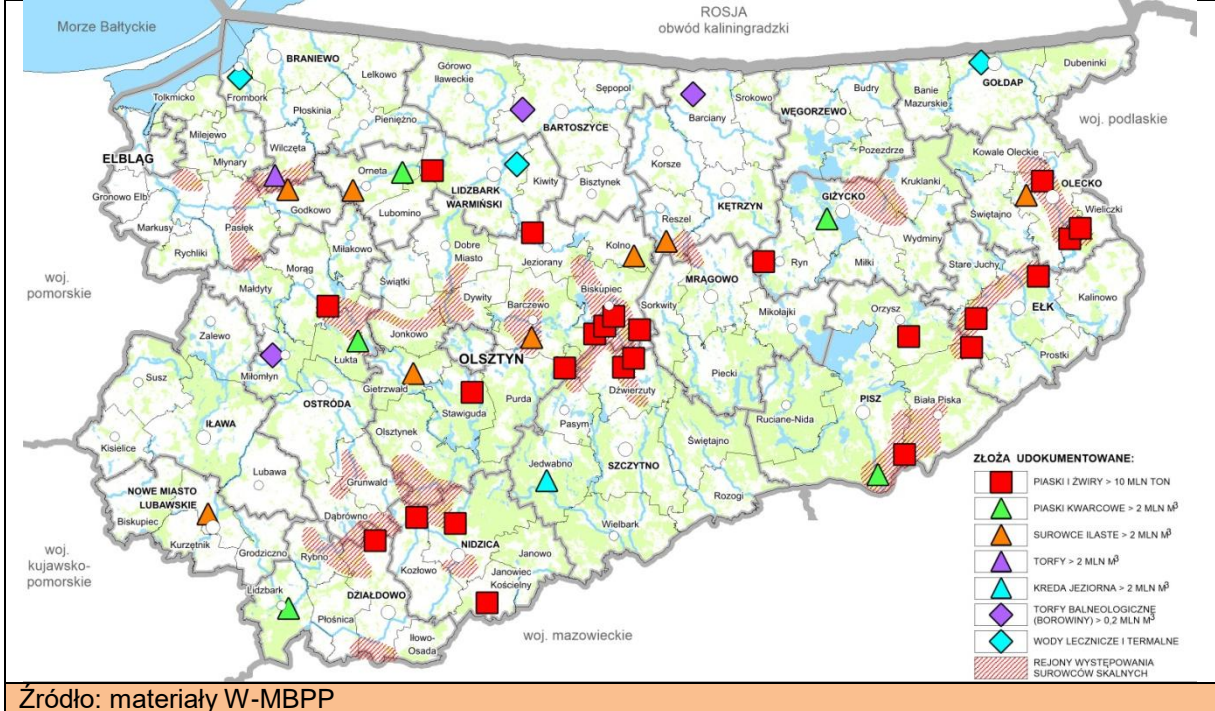 Morze Bałtyckie
ROSJA
obwód kaliningradzki
BRANIEWO
Lelkowo
Górowo
Iławeckie
Sępopol
Dubeninki
GOŁDAP
Banie
Mazurskie
Budry
Frombork
Tolkmicko
Płoskinia
Pieniężno
BARTOSZYCE
Barciany
Srokowo
WĘGORZEWO
woj. podlaskie
Milejewo
Wilczęta
Młynary
ELBLĄG
Pozezdrze
Kowale Oleckie
Korsze
Orneta
LIDZBARK
WARMIŃSKI
Kiwity
Bisztynek
Kruklanki
OLECKO
Gronowo Elb.
Godkowo
Lubomino
KĘTRZYN
GIŻYCKO
Świętajno
Wieliczki
Markusy
Pasłęk
Reszel
Rychliki
Miłakowo
Dobre
Miasto
Kolno
Jeziorany
Wydminy
woj.
pomorskie
Morąg
Świątki
MRĄGOWO
Ryn
Miłki
Stare Juchy
Małdyty
Dywity
Barczewo
Biskupiec
Sorkwity
Kalinowo
Orzysz
EŁK
Zalewo
Jonkowo
Mikołajki
Łukta
OLSZTYN
Prostki
Miłomłyn
Gietrzwałd
Susz
Purda
Dźwierzuty
Piecki
OSTRÓDA
Stawiguda
PISZ
Biała Piska
Pasym
Ruciane-Nida
IŁAWA
Olsztynek
Świętajno
Kisielice
Jedwabno
SZCZYTNO
Lubawa
Grunwald
Rozogi
NOWE MIASTO
LUBAWSKIE
Dąbrówno
Wielbark
Biskupiec
Kurzętnik
Grodziczno
Rybno
NIDZICA
Janowo
woj.
kujawsko-
pomorskie
Kozłowo
Janowiec
Kościelny
Lidzbark
DZIAŁDOWO
Płośnica
Iłowo-
Osada
woj. mazowieckie
ZŁOŻA UDOKUMENTOWANE:
PIASKI I ŻWIRY > 10 MLN TON
PIASKI KWARCOWE > 2 MLN M³
SUROWCE ILASTE > 2 MLN M³
TORFY > 2 MLN M³
KREDA JEZIORNA > 2 MLN M³
TORFY BALNEOLOGICZNE
(BOROWINY) > 0,2 MLN M³
WODY LECZNICZE I TERMALNE
REJONY WYSTĘPOWANIA
SUROWCÓW SKALNYCH
Źródło: materiały W-MBPP